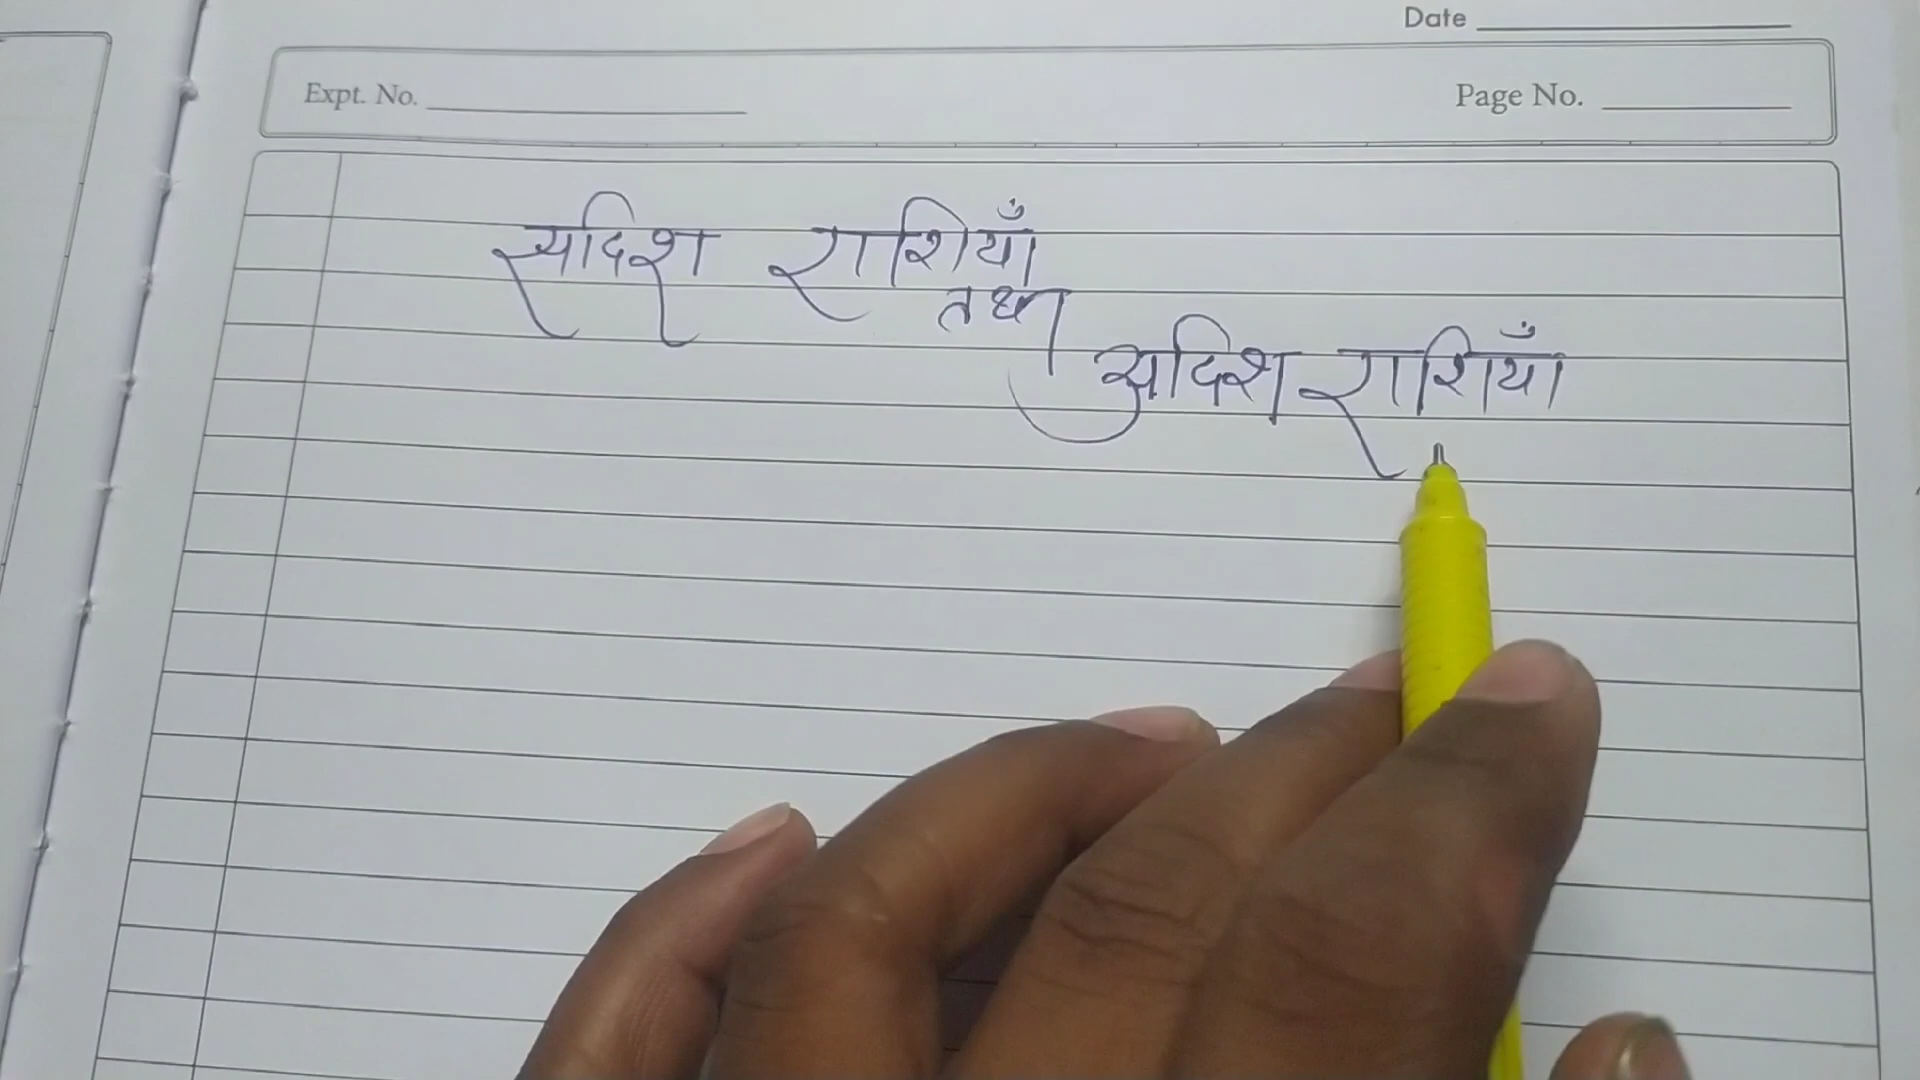 Date
Expt. No.
Page No.
सदिश राशियाँ
तथा
अदिश राशियाँ